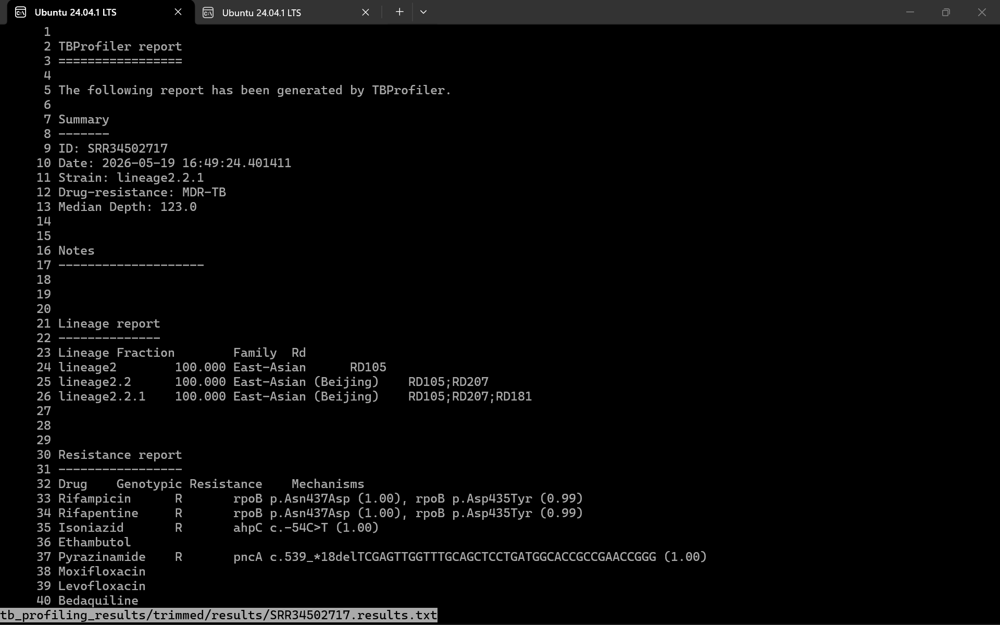 Ubuntu 24.04.1 LTS
Ubuntu 24.04.1 LTS
1
2 TBProfiler report
3 =================
4
5 The following report has been generated by TBProfiler.
6
7 Summary
8 -------
9 ID: SRR34502717
10 Date: 2026-05-19 16:49:24.401411
11 Strain: lineage2.2.1
12 Drug-resistance: MDR-TB
13 Median Depth: 123.0
14
15
16 Notes
17 --------------------
18
19
20
21 Lineage report
22 --------------
23 Lineage Fraction        Family  Rd
24 lineage2        100.000 East-Asian      RD105
25 lineage2.2      100.000 East-Asian (Beijing)    RD105;RD207
26 lineage2.2.1    100.000 East-Asian (Beijing)    RD105;RD207;RD181
27
28
29
30 Resistance report
31 -----------------
32 Drug    Genotypic Resistance    Mechanisms
33 Rifampicin      R       rpoB p.Asn437Asp (1.00), rpoB p.Asp435Tyr (0.99)
34 Rifapentine     R       rpoB p.Asn437Asp (1.00), rpoB p.Asp435Tyr (0.99)
35 Isoniazid       R       ahpC c.-54C>T (1.00)
36 Ethambutol
37 Pyrazinamide    R       pncA c.539_*18delTCGAGTTGGTTTGCAGCTCCTGATGGCACCGCCGAACCGGG (1.00)
38 Moxifloxacin
39 Levofloxacin
40 Bedaquiline
tb_profiling_results/trimmed/results/SRR34502717.results.txt